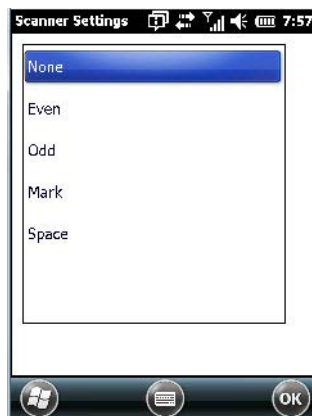 Scanner Settings 7:57
None
Even
Odd
Mark
Space
OK